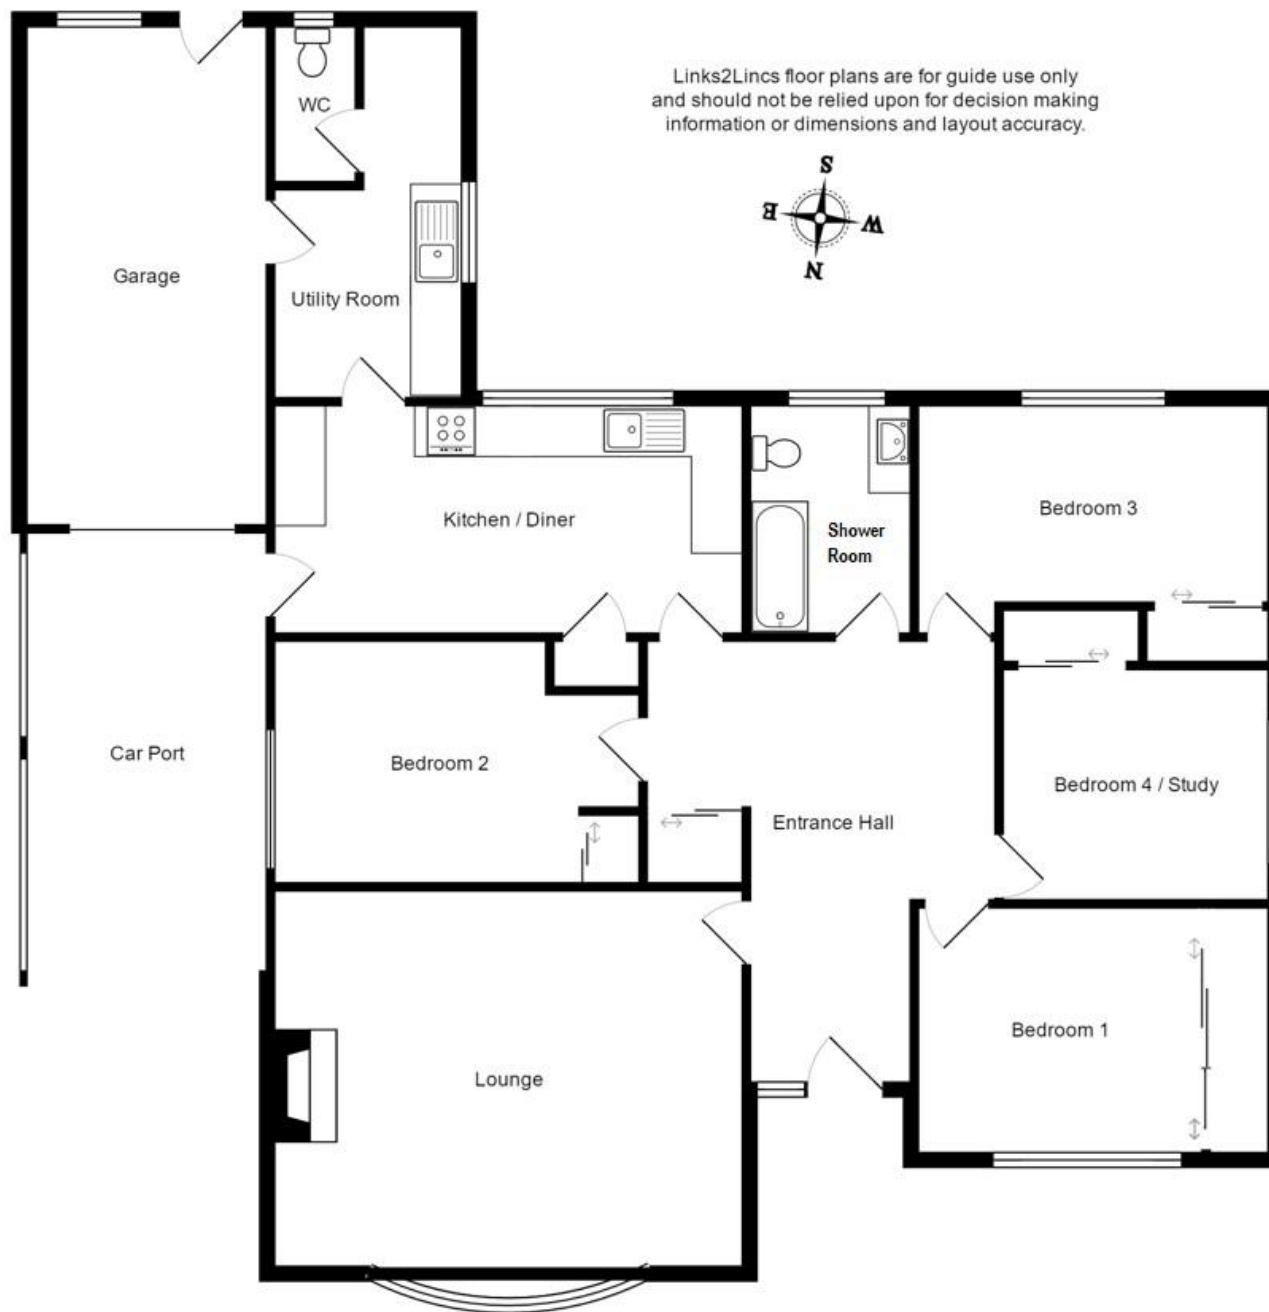 Links2Lincs floor plans are for guide use only
and should not be relied upon for decision making
information or dimensions and layout accuracy.
WC
S
E
W
N
Garage
Utility Room
Kitchen / Diner
Shower
Room
Bedroom 3
Car Port
Bedroom 2
Entrance Hall
Bedroom 4 / Study
Lounge
Bedroom 1